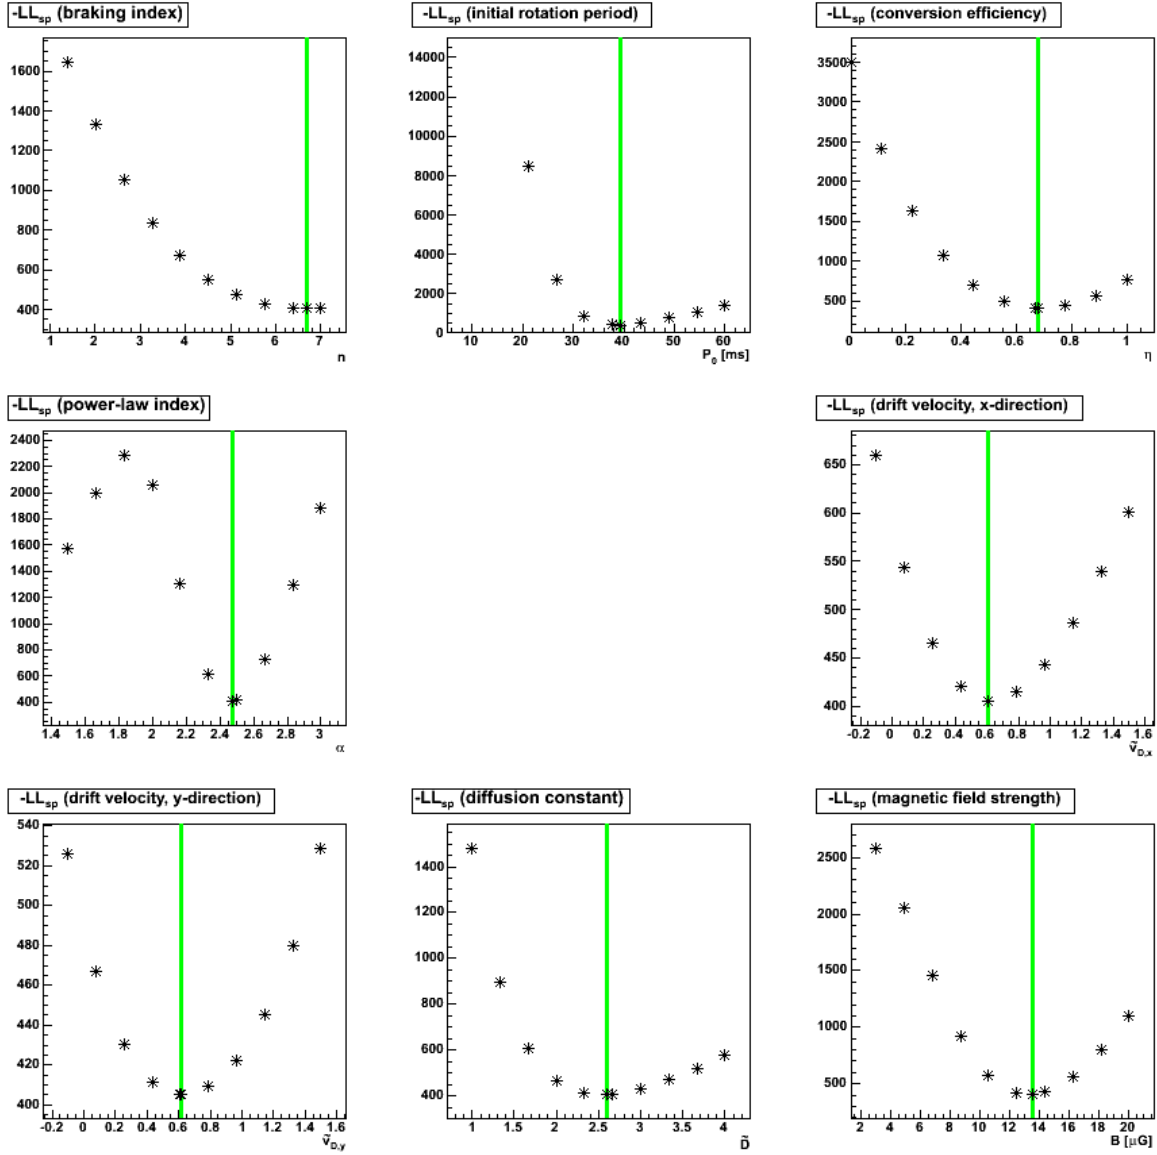 -LLsp (braking index)
1600
1400
1200
1000
800
600
400
1 2 3 4 5 6 7
n
-LLsp (initial rotation period)
14000
12000
10000
8000
6000
4000
2000
0
10 20 30 40 50 60
P0 [ms]
-LLsp (conversion efficiency)
3500
3000
2500
2000
1500
1000
500
0 0.2 0.4 0.6 0.8 1
η
-LLsp (power-law index)
2400
2200
2000
1800
1600
1400
1200
1000
800
600
400
1.4 1.6 1.8 2 2.2 2.4 2.6 2.8 3
α
-LLsp (drift velocity, x-direction)
650
600
550
500
450
400
-0.2 0 0.2 0.4 0.6 0.8 1 1.2 1.4 1.6
ṽD,x
-LLsp (drift velocity, y-direction)
540
520
500
480
460
440
420
400
-0.2 0 0.2 0.4 0.6 0.8 1 1.2 1.4 1.6
ṽD,y
-LLsp (diffusion constant)
1400
1200
1000
800
600
400
1 1.5 2 2.5 3 3.5 4
D̃
-LLsp (magnetic field strength)
2500
2000
1500
1000
500
2 4 6 8 10 12 14 16 18 20
B [μG]